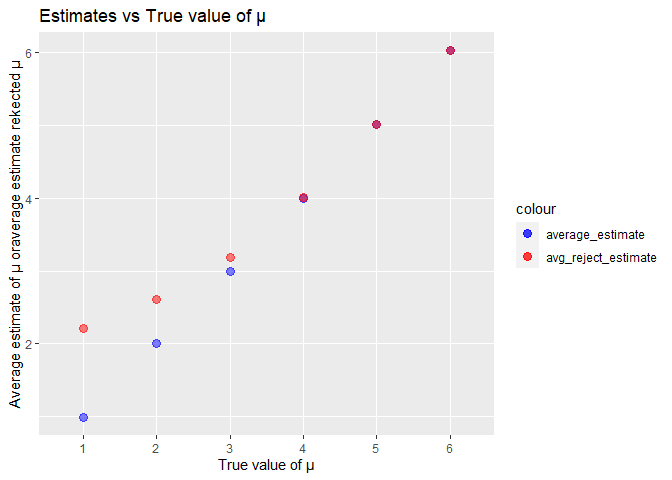 Estimates vs True value of μ
Average estimate of μ oraverage estimate rekected μ
6
4
2
1
2
3
4
5
6
True value of μ
colour
average_estimate
avg_reject_estimate